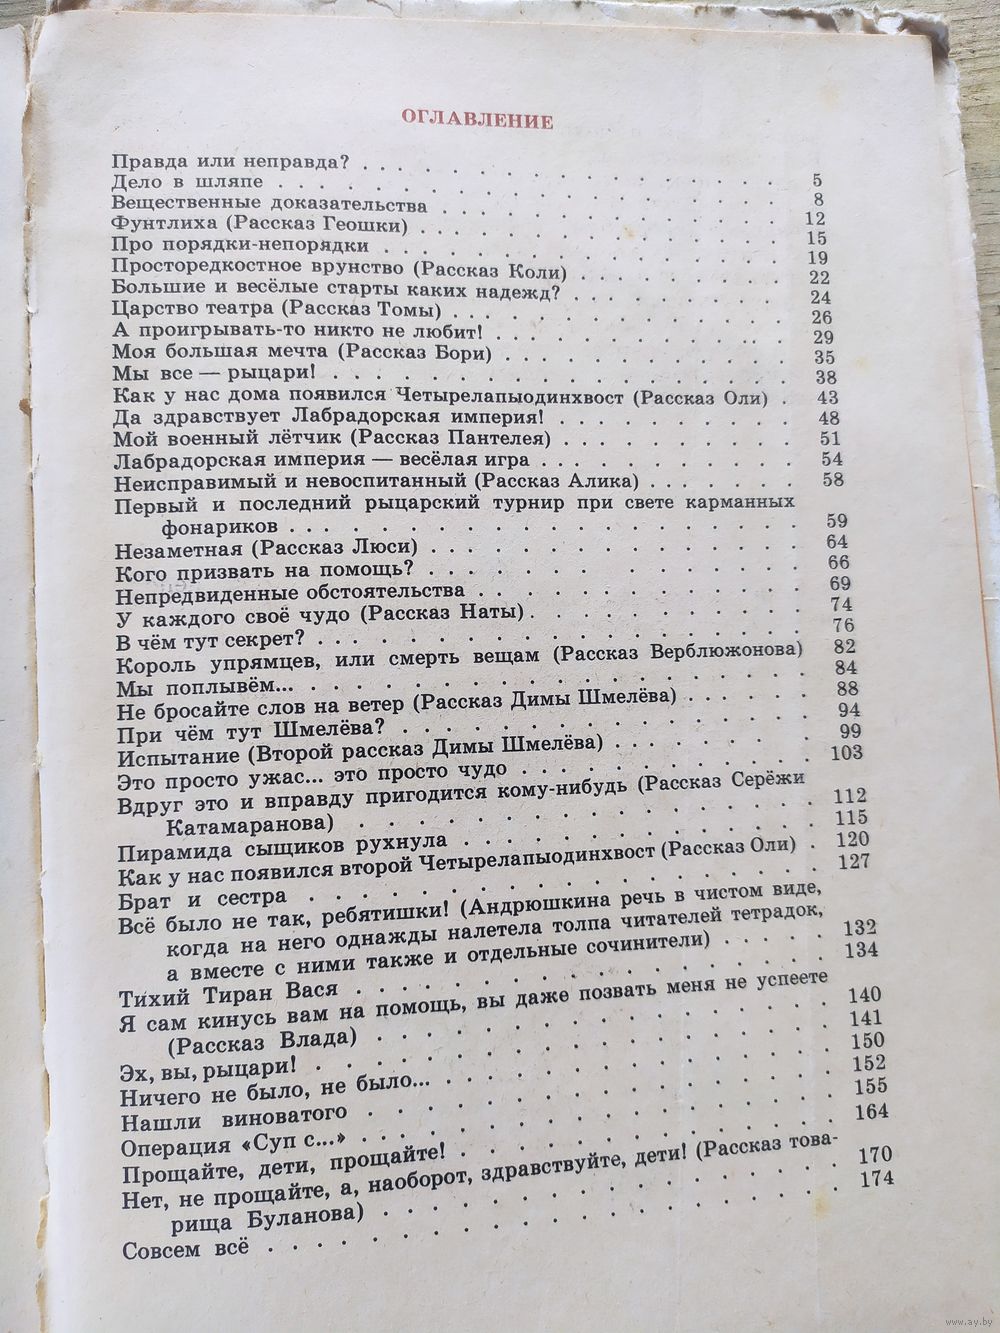 ОГЛАВЛЕНИЕ
Правда или неправда? . . . . . . . . . . . . . . . . . . 5
Дело в шляпе . . . . . . . . . . . . . . . . . . . . . 8
Вещественные доказательства . . . . . . . . . . . . . . . 12
Фунтлиха (Рассказ Геошки) . . . . . . . . . . . . . . . . 15
Про порядки-непорядки . . . . . . . . . . . . . . . . . 19
Просторедкостное врунство (Рассказ Коли) . . . . . . . . . 22
Большие и весёлые старты каких надежд? . . . . . . . . . 24
Царство театра (Рассказ Томы) . . . . . . . . . . . . . . 26
А проигрывать-то никто не любит! . . . . . . . . . . . . 29
Моя большая мечта (Рассказ Бори) . . . . . . . . . . . . 35
Мы все — рыцари! . . . . . . . . . . . . . . . . . . . 38
Как у нас дома появился Четырелапыодинхвост (Рассказ Оли) . 43
Да здравствует Лабрадорская империя! . . . . . . . . . . 48
Мой военный лётчик (Рассказ Пантелея) . . . . . . . . . . 51
Лабрадорская империя — весёлая игра . . . . . . . . . . . 54
Неисправимый и невоспитанный (Рассказ Алика) . . . . . . . 58
Первый и последний рыцарский турнир при свете карманных
фонариков . . . . . . . . . . . . . . . . . . . . . 59
Незаметная (Рассказ Люси) . . . . . . . . . . . . . . . 64
Кого призвать на помощь? . . . . . . . . . . . . . . . . 66
Непредвиденные обстоятельства . . . . . . . . . . . . . 69
У каждого своё чудо (Рассказ Наты) . . . . . . . . . . . 74
В чём тут секрет? . . . . . . . . . . . . . . . . . . . 76
Король упрямцев, или смерть вещам (Рассказ Верблюжонова) 82
Мы поплывём... . . . . . . . . . . . . . . . . . . . . 84
Не бросайте слов на ветер (Рассказ Димы Шмелёва) . . . . . 88
При чём тут Шмелёва? . . . . . . . . . . . . . . . . . 94
Испытание (Второй рассказ Димы Шмелёва) . . . . . . . . 99
Это просто ужас... это просто чудо . . . . . . . . . . . 103
Вдруг это и вправду пригодится кому-нибудь (Рассказ Серёжи
Катамаранова) . . . . . . . . . . . . . . . . . . . 112
Пирамида сыщиков рухнула . . . . . . . . . . . . . . . 115
Как у нас появился второй Четырелапыодинхвост (Рассказ Оли) . 120
Брат и сестра . . . . . . . . . . . . . . . . . . . . . 127
Всё было не так, ребятишки! (Андрюшкина речь в чистом виде,
когда на него однажды налетела толпа читателей тетрадок,
а вместе с ними также и отдельные сочинители) . . . . . 132
Тихий Тиран Вася . . . . . . . . . . . . . . . . . . . 134
Я сам кинусь вам на помощь, вы даже позвать меня не успеете
(Рассказ Влада) . . . . . . . . . . . . . . . . . . 140
Эх, вы, рыцари! . . . . . . . . . . . . . . . . . . . . 141
Ничего не было, не было... . . . . . . . . . . . . . . . 150
Нашли виноватого . . . . . . . . . . . . . . . . . . . 152
Операция «Суп с...» . . . . . . . . . . . . . . . . . . 155
Прощайте, дети, прощайте! . . . . . . . . . . . . . . . 164
Нет, не прощайте, а, наоборот, здравствуйте, дети! (Рассказ това-
рища Буланова) . . . . . . . . . . . . . . . . . . 170
Совсем всё . . . . . . . . . . . . . . . . . . . . . . 174
www.ay.by